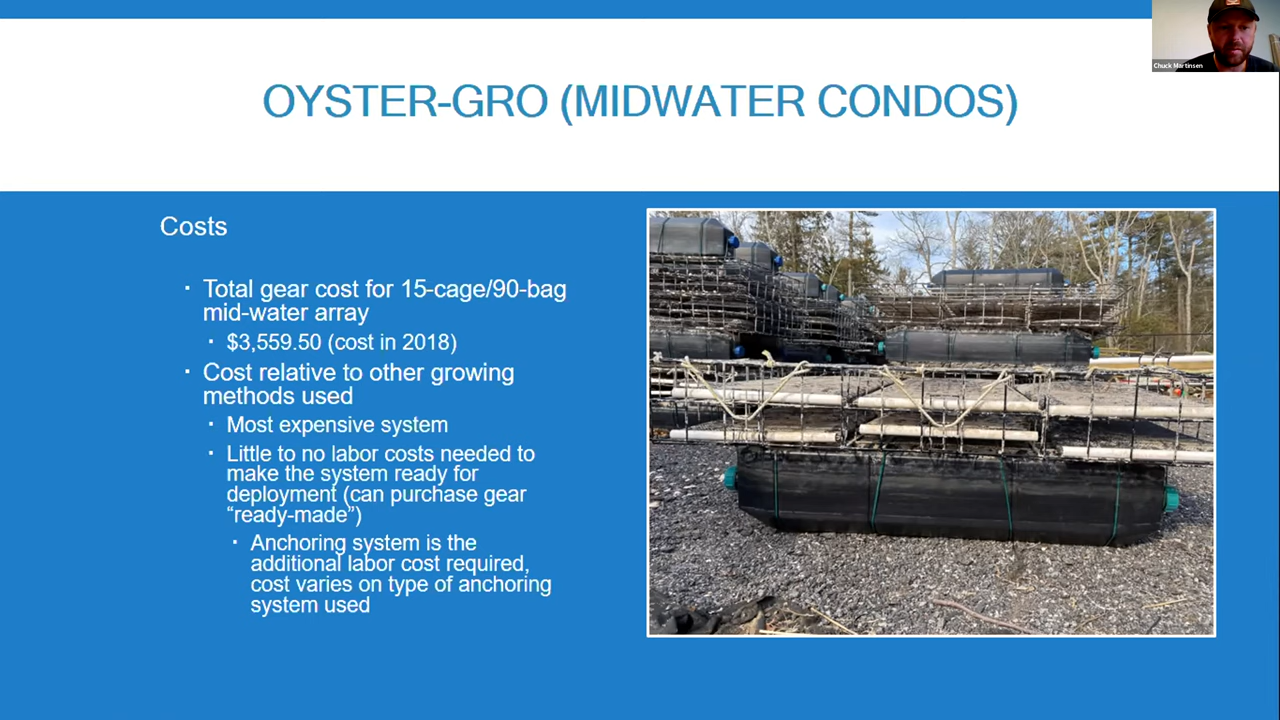 Chuck Martinsen
OYSTER-GRO (MIDWATER CONDOS)
Costs
▪ Total gear cost for 15-cage/90-bag
mid-water array
▪ $3,559.50 (cost in 2018)
▪ Cost relative to other growing
methods used
▪ Most expensive system
▪ Little to no labor costs needed to
make the system ready for
deployment (can purchase gear
“ready-made”)
▪ Anchoring system is the
additional labor cost required,
cost varies on type of anchoring
system used